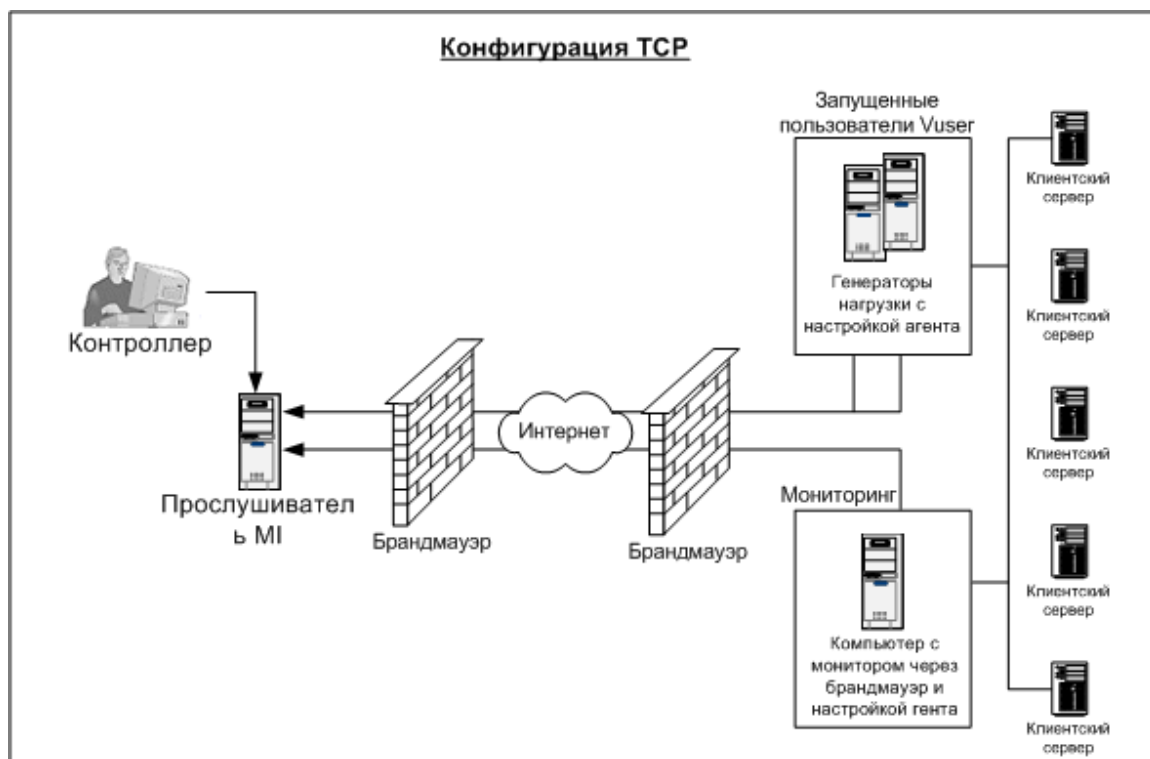 Конфигурация TCP
Запущенные
пользователи Vuser
Генераторы
нагрузки с
настройкой агента
Клиентский
сервер
Клиентский
сервер
Контроллер
Прослушивател
ь MI
Брандмауэр
Интернет
Брандмауэр
Клиентский
сервер
Мониторинг
Компьютер с
монитором через
брандмауэр и
настройкой гента
Клиентский
сервер
Клиентский
сервер